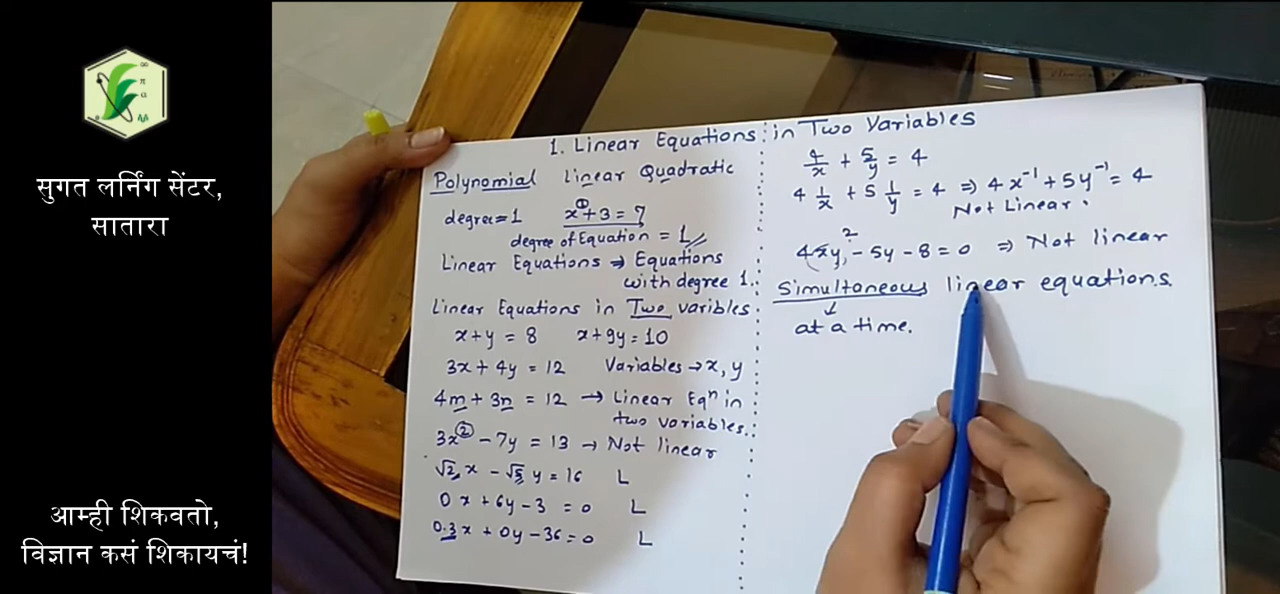 सुगत लर्निंग सेंटर,
सातारा
आम्ही शिकवतो,
विज्ञान कसं शिकायचं!
1. Linear Equations in Two Variables
Polynomial linear Quadratic
degree=1 x¹+3=7
degree of Equation = 1
Linear Equations → Equations
with degree 1.
Linear Equations in Two varibles
x+y = 8 x+9y=10
3x+4y = 12 Variables → x, y
4m + 3n = 12 → Linear Eqⁿ in
two variables.
3x² - 7y = 13 → Not linear
√2 x - √5 y = 16 L
0x + 6y - 3 = 0 L
0.3x + 0y - 36 = 0 L
4/x + 5/y = 4
4 1/x + 5 1/y = 4 ⇒ 4x⁻¹ + 5y⁻¹ = 4
Not Linear.
4xy² - 5y - 8 = 0 ⇒ Not linear
Simultaneous linear equations.
↓
at a time.